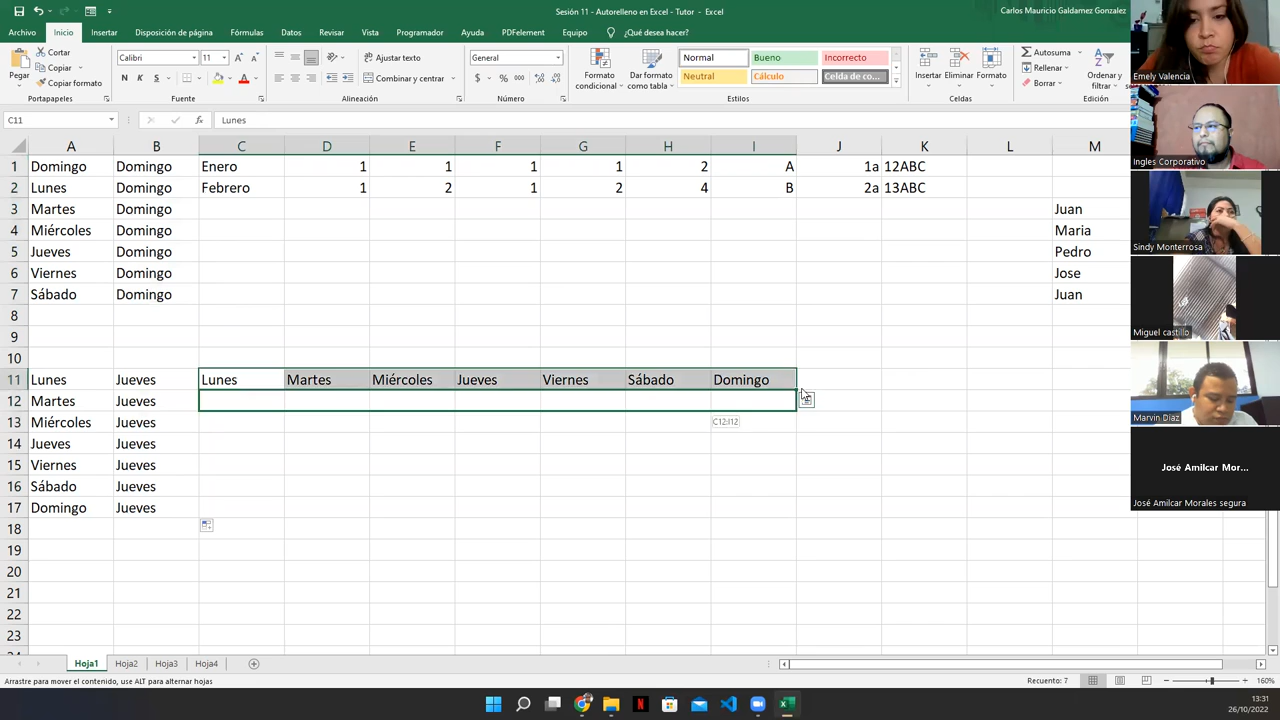 Sesión 11 - Autorelleno en Excel - Tutor - Excel
Carlos Mauricio Galdamez Gonzalez
Archivo Inicio Insertar Disposición de página Fórmulas Datos Revisar Vista Programador Ayuda PDFelement Equipo ¿Qué desea hacer?
Pegar
Cortar
Copiar
Copiar formato
Portapapeles
Calibri 11
N K S
Fuente
Ajustar texto
Combinar y centrar
Alineación
General
$ % 000
Número
Formato condicional
Dar formato como tabla
Normal Bueno Incorrecto
Neutral Cálculo Celda de co...
Estilos
Insertar Eliminar Formato
Celdas
Autosuma
Rellenar
Borrar
Ordenar y filtrar
Edición
C11 fx Lunes
A B C D E F G H I J K L M
1 Domingo Domingo Enero 1 1 1 1 2 A 1a 12ABC
2 Lunes Domingo Febrero 1 2 1 2 4 B 2a 13ABC
3 Martes Domingo Juan
4 Miércoles Domingo Maria
5 Jueves Domingo Pedro
6 Viernes Domingo Jose
7 Sábado Domingo Juan
8
9
10
11 Lunes Jueves Lunes Martes Miércoles Jueves Viernes Sábado Domingo
12 Martes Jueves
13 Miércoles Jueves C12:I12
14 Jueves Jueves
15 Viernes Jueves
16 Sábado Jueves
17 Domingo Jueves
18
19
20
21
22
23
Hoja1 Hoja2 Hoja3 Hoja4
Arrastre para mover el contenido, use ALT para alternar hojas
Recuento: 7
160%
13:31
26/10/2022
Emely Valencia
Ingles Corporativo
Sindy Monterrosa
Miguel castillo
Marvin Diaz
José Amilcar Mor...
José Amilcar Morales segura